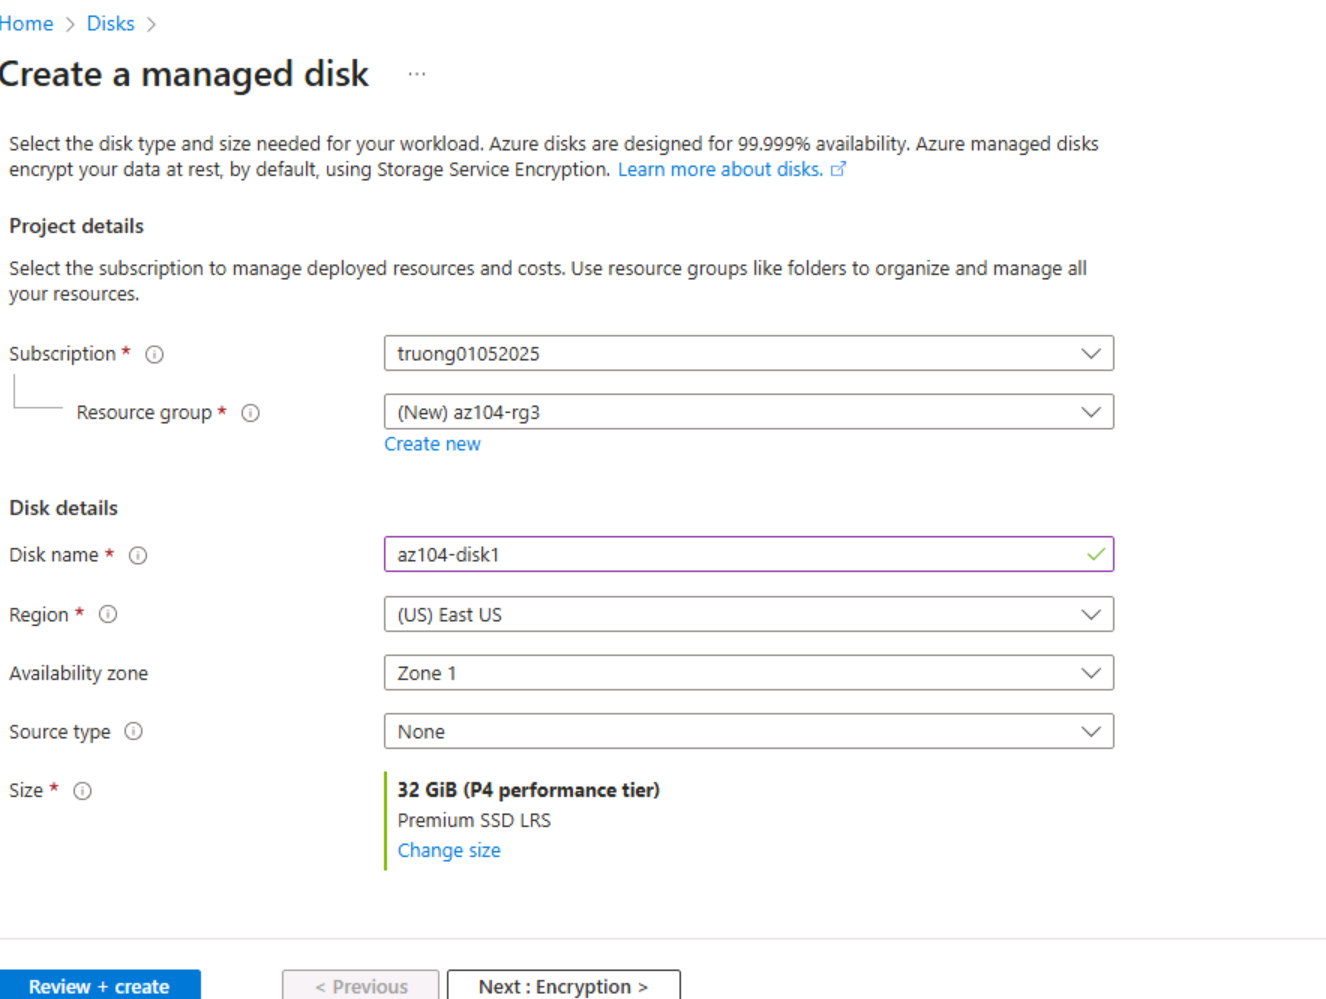 Home > Disks >
Create a managed disk ...
Select the disk type and size needed for your workload. Azure disks are designed for 99.999% availability. Azure managed disks
encrypt your data at rest, by default, using Storage Service Encryption. Learn more about disks.
Project details
Select the subscription to manage deployed resources and costs. Use resource groups like folders to organize and manage all
your resources.
Subscription * truong01052025
Resource group * (New) az104-rg3
Create new
Disk details
Disk name * az104-disk1
Region * (US) East US
Availability zone Zone 1
Source type None
Size * 32 GiB (P4 performance tier)
Premium SSD LRS
Change size
Review + create < Previous Next : Encryption >